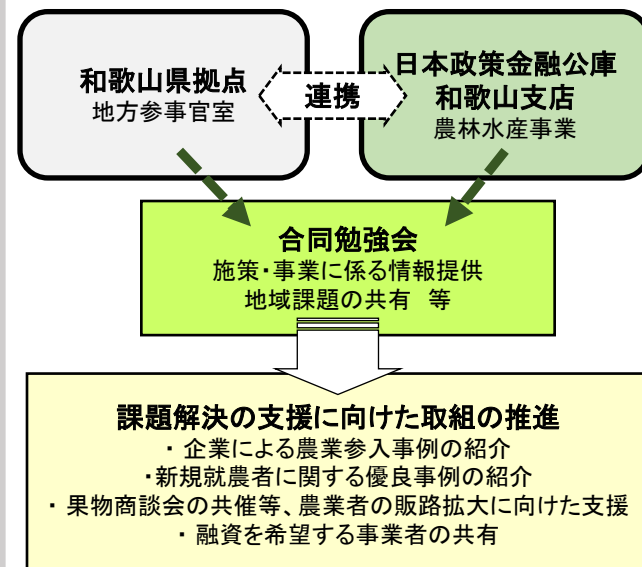 和歌山県拠点
地方参事官室
連携
日本政策金融公庫
和歌山支店
農林水産事業
合同勉強会
施策・事業に係る情報提供
地域課題の共有 等
課題解決の支援に向けた取組の推進
・ 企業による農業参入事例の紹介
・新規就農者に関する優良事例の紹介
・ 果物商談会の共催等、農業者の販路拡大に向けた支援
・ 融資を希望する事業者の共有